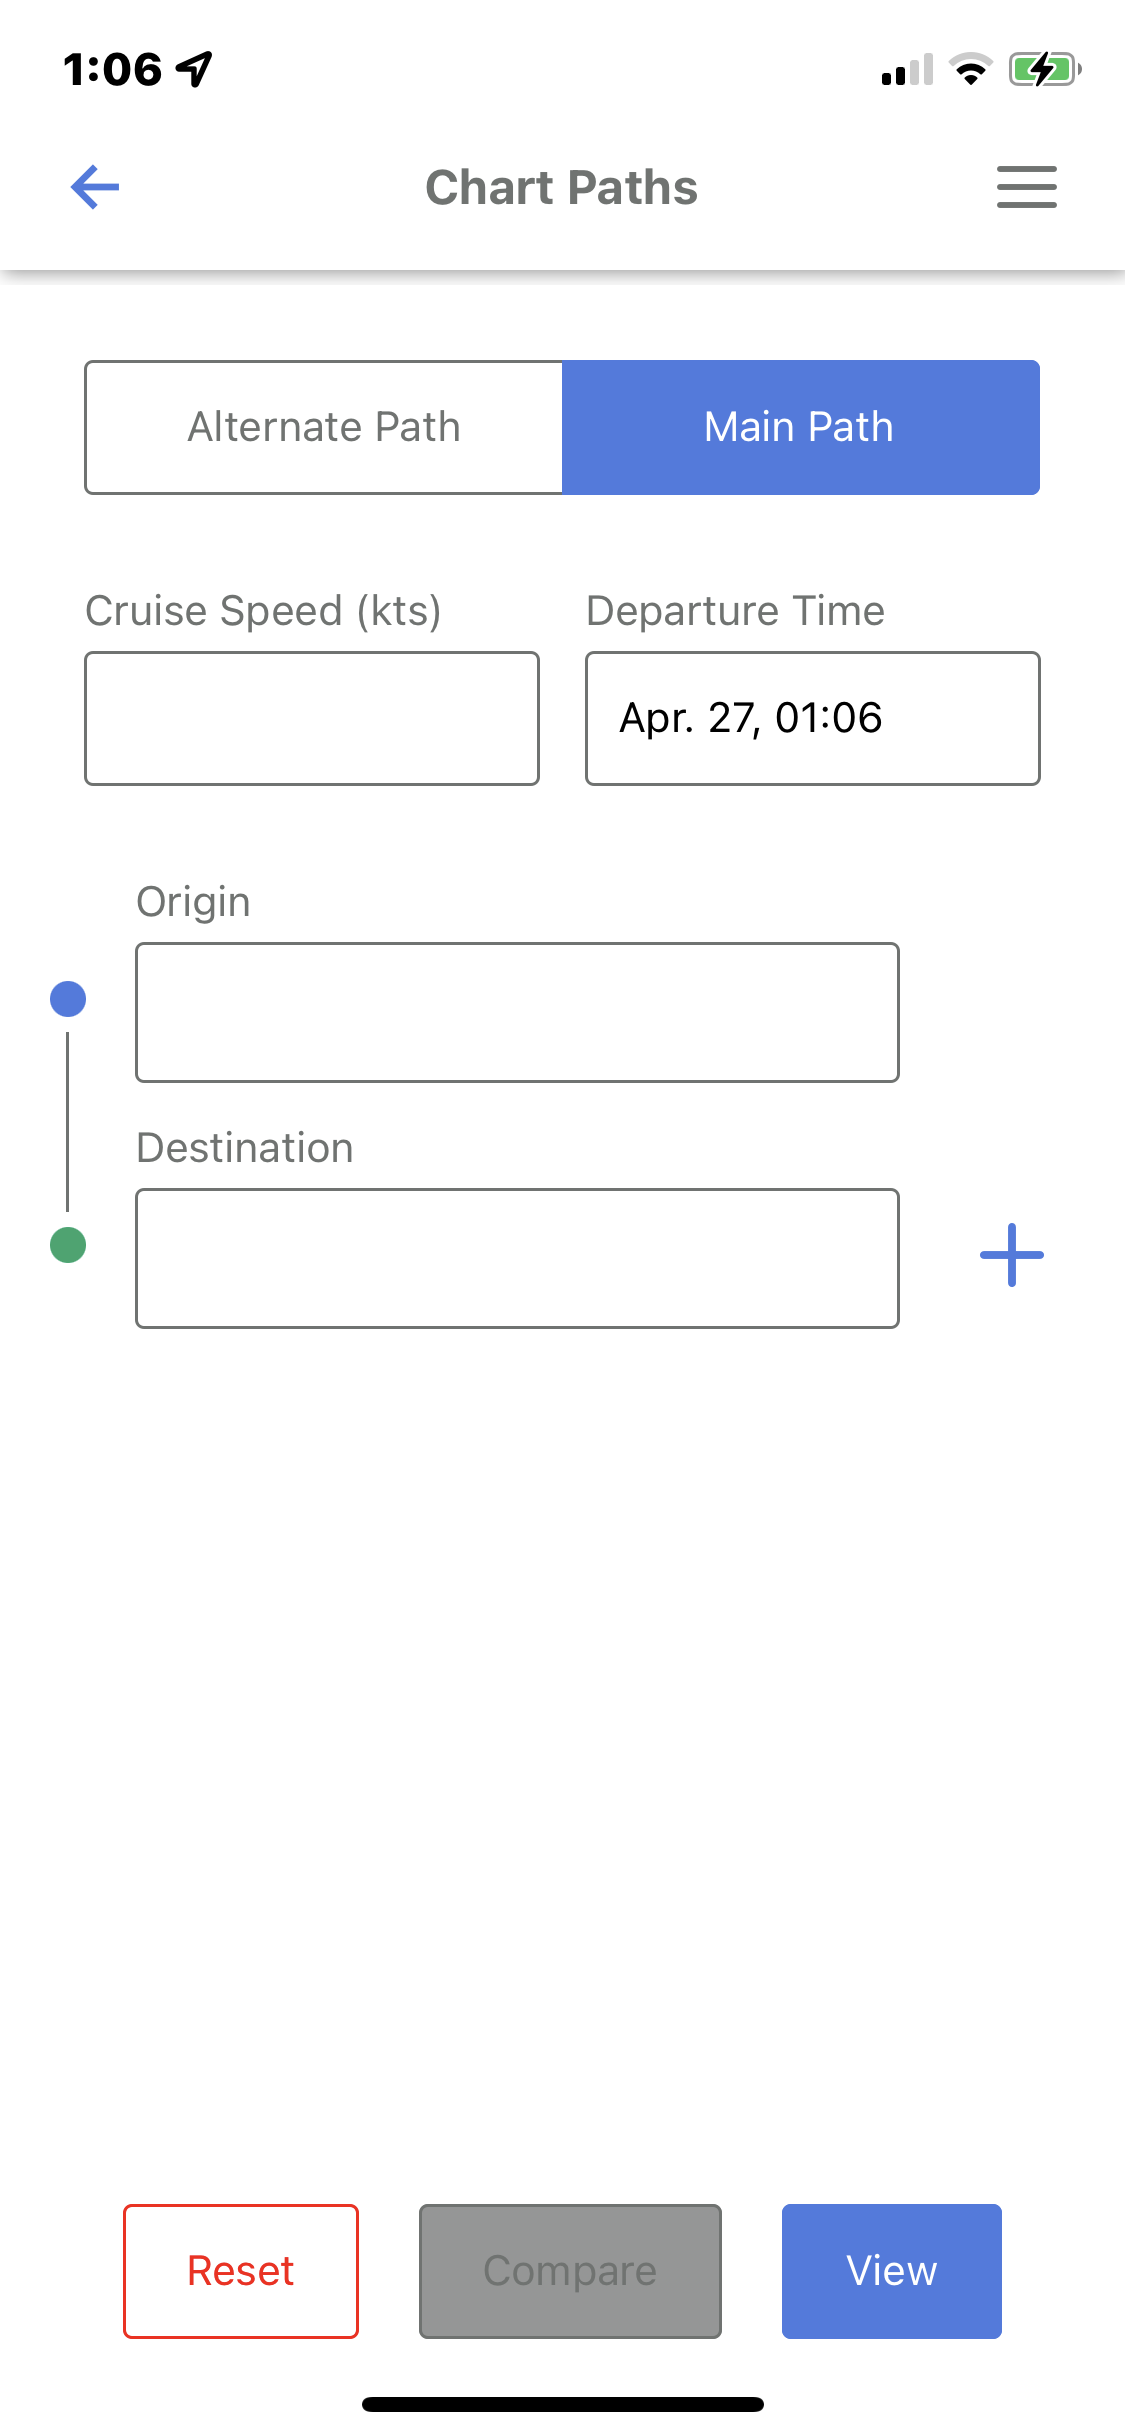 1:06
Chart Paths
Alternate Path Main Path
Cruise Speed (kts) Departure Time
Apr. 27, 01:06
Origin
Destination
Reset Compare View